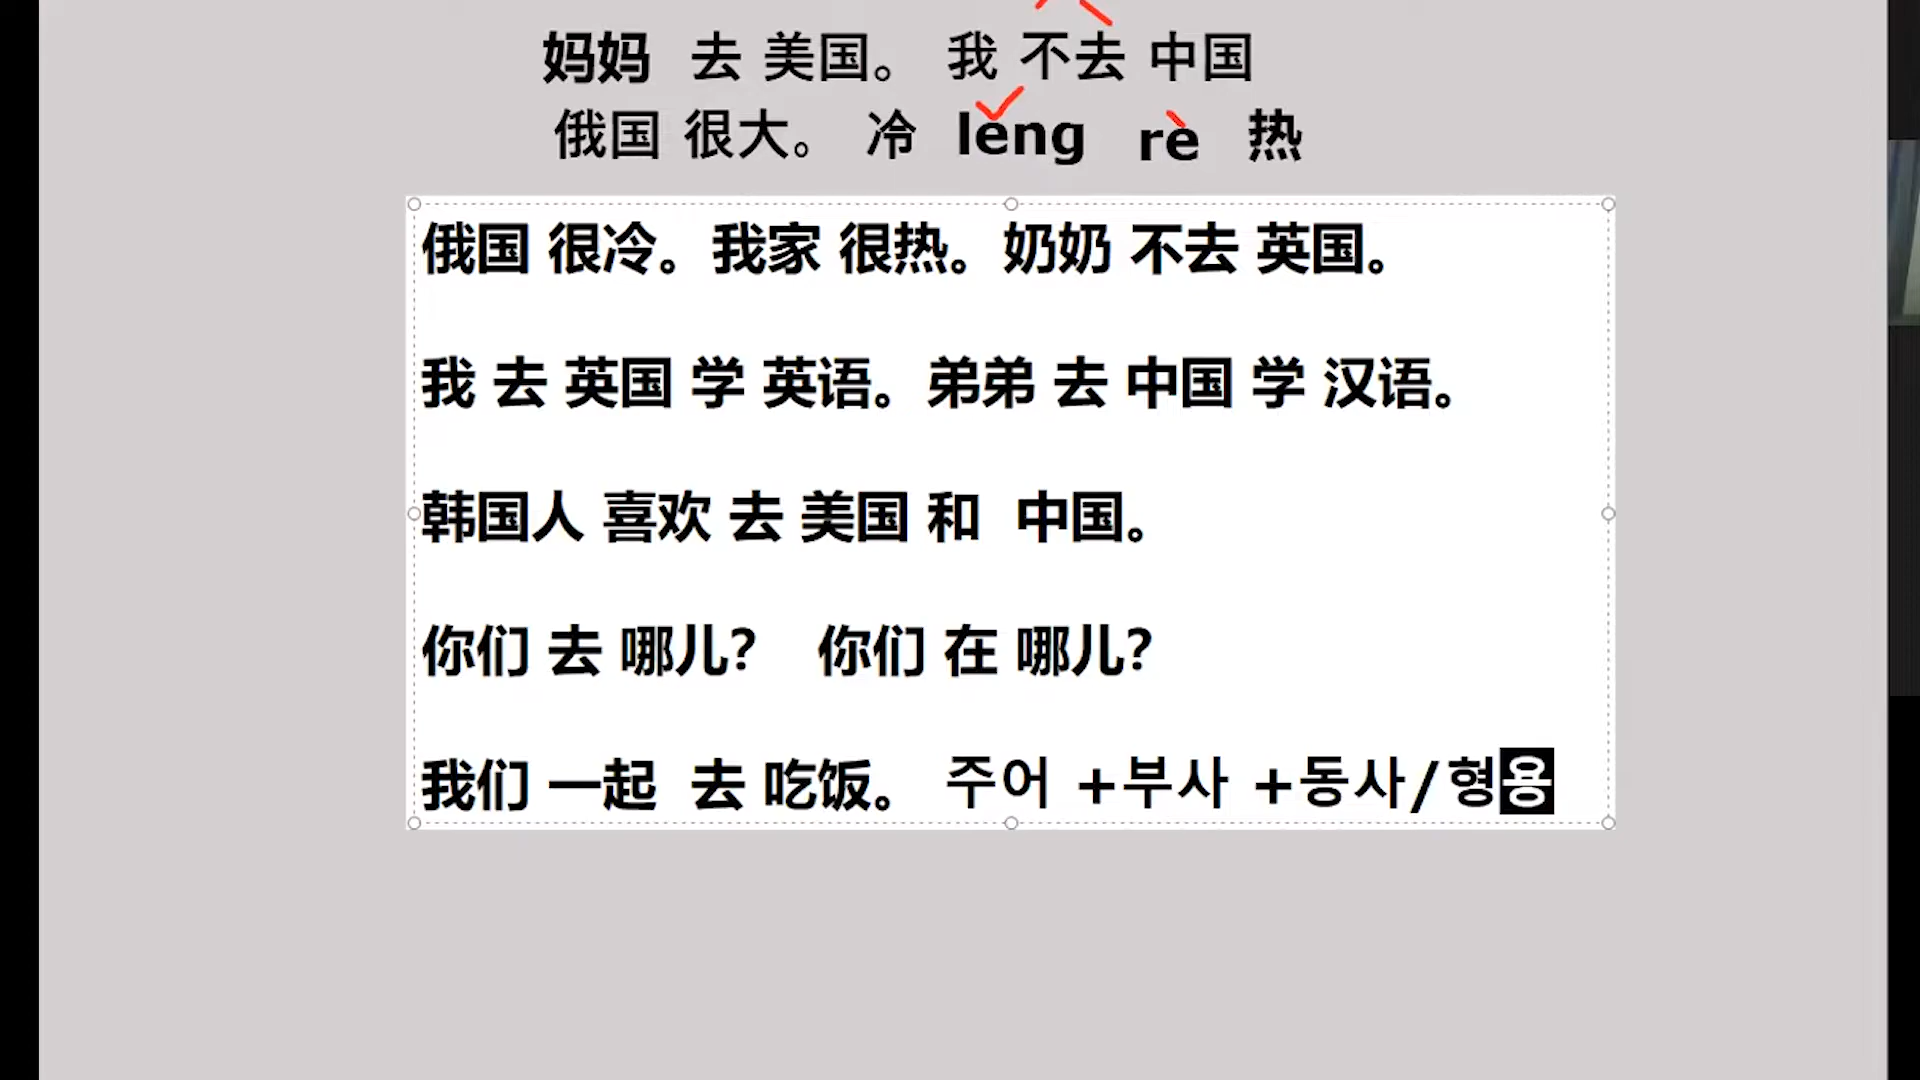 妈妈 去 美国。 我 不去 中国
俄国 很大。 冷 leng re 热
俄国 很冷。我家 很热。奶奶 不去 英国。
我 去 英国 学 英语。弟弟 去 中国 学 汉语。
韩国人 喜欢 去 美国 和 中国。
你们 去 哪儿? 你们 在 哪儿?
我们 一起 去 吃饭。 주어 +부사 +동사/형용